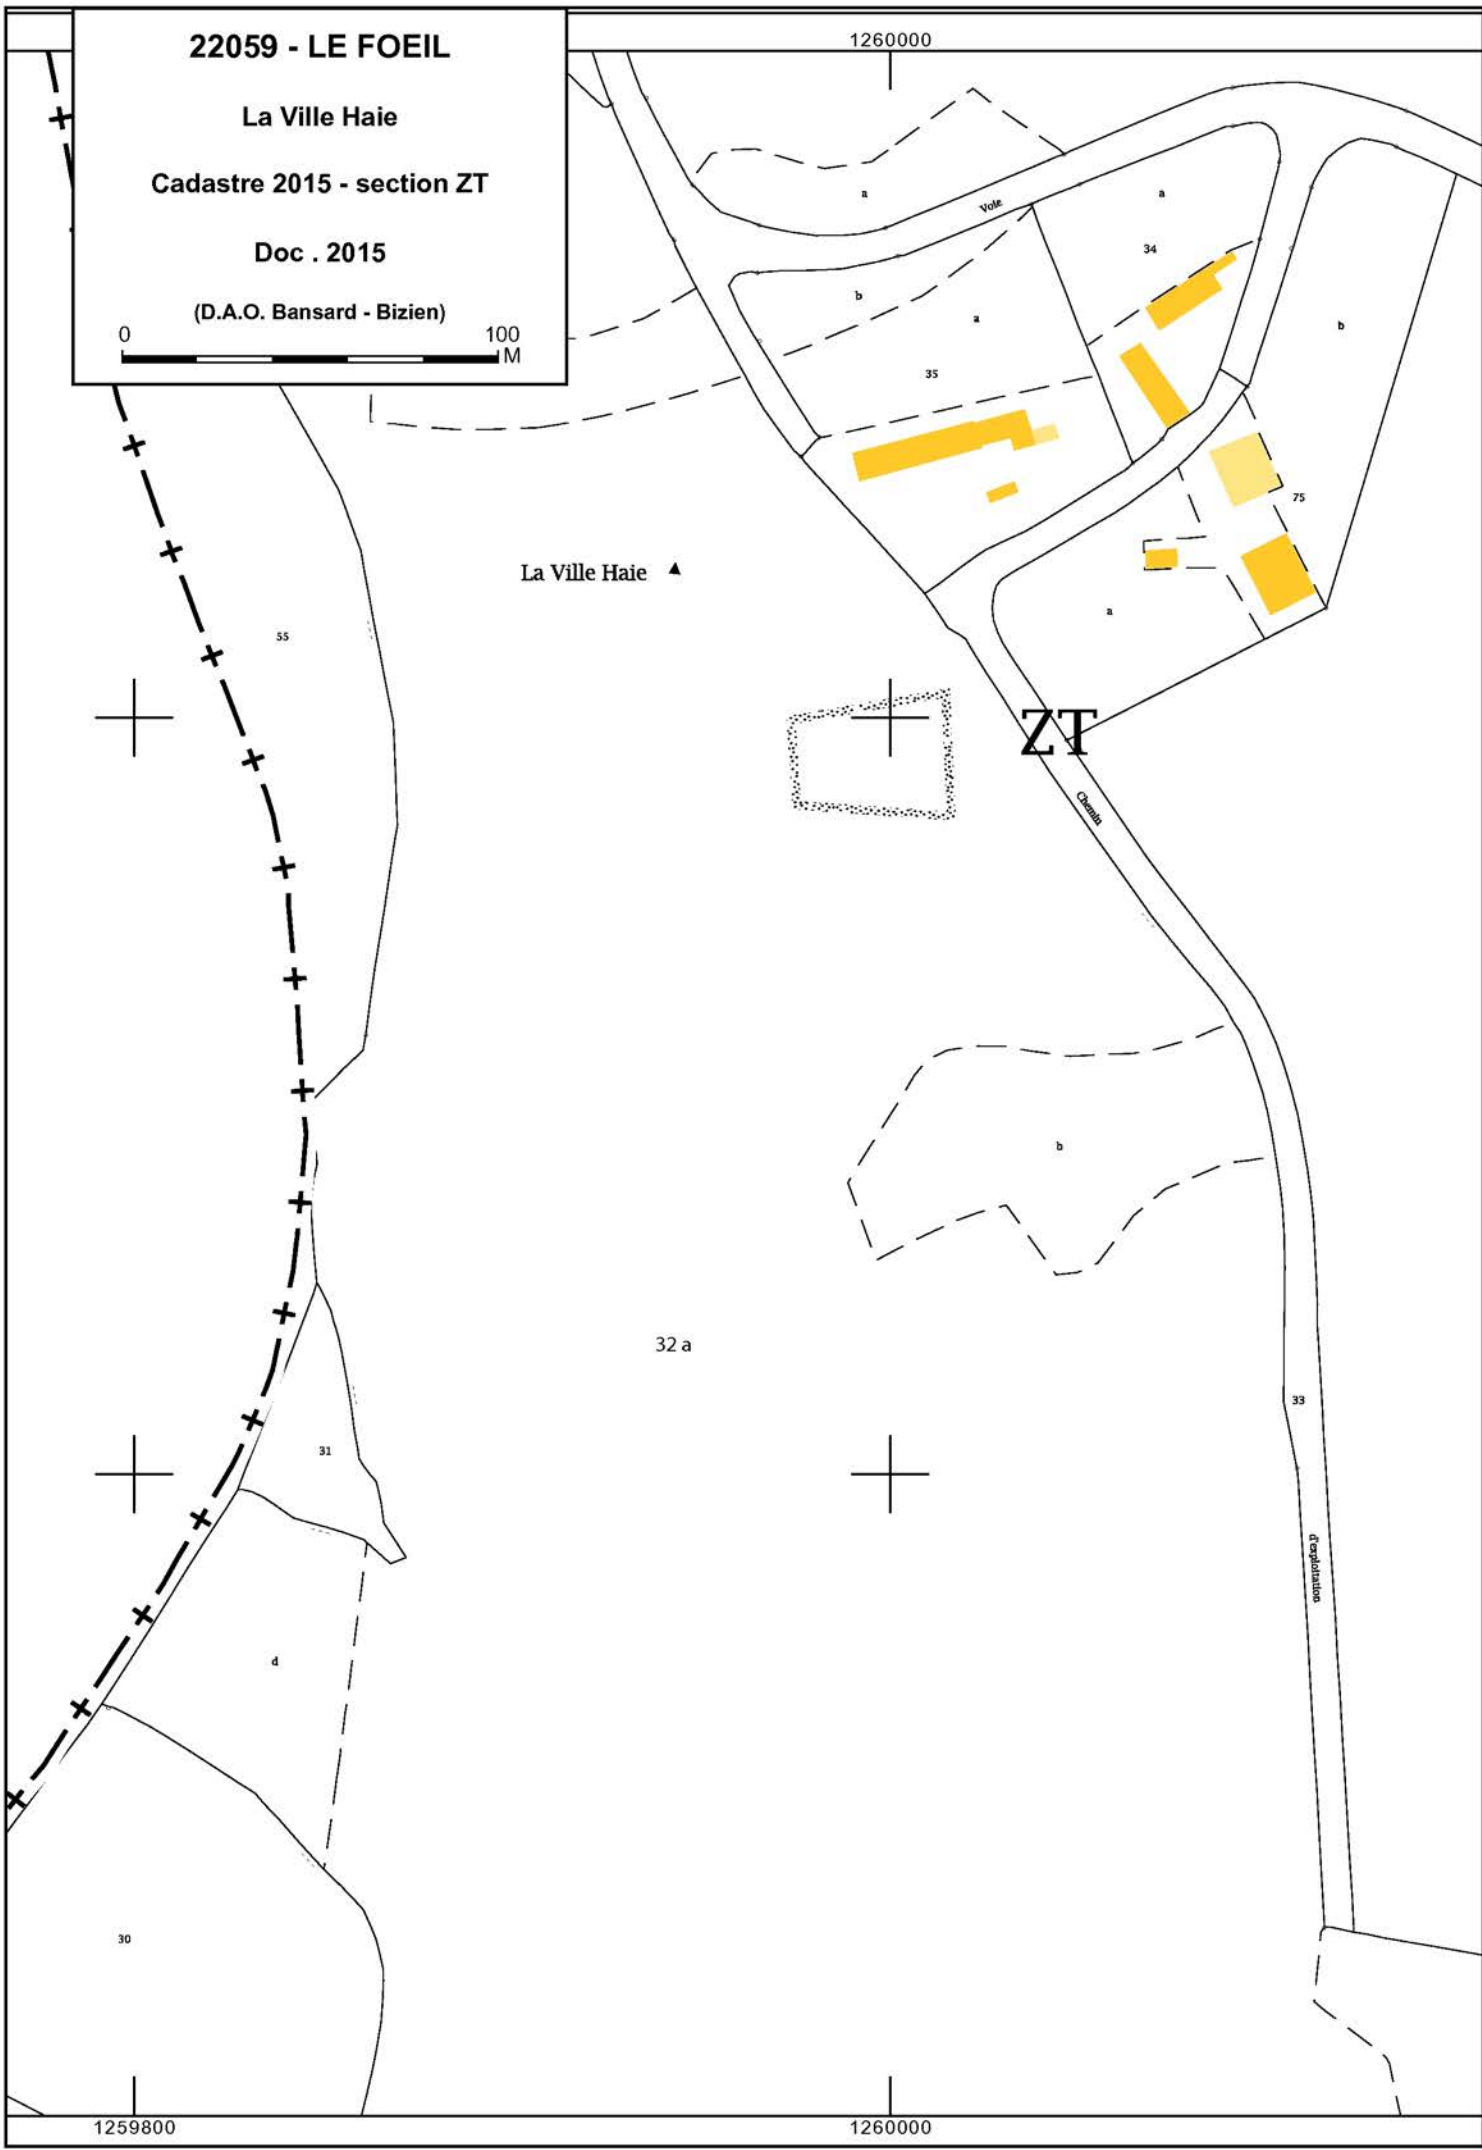 22059 - LE FOEIL
La Ville Haie
Cadastre 2015 - section ZT
Doc . 2015
(D.A.O. Bansard - Bizien)
0 100
M
1260000
a
Voie
a
34
b
a
b
35
75
La Ville Haie
a
55
ZT
Chemin
b
32 a
33
31
d'exploitation
d
30
1259800
1260000